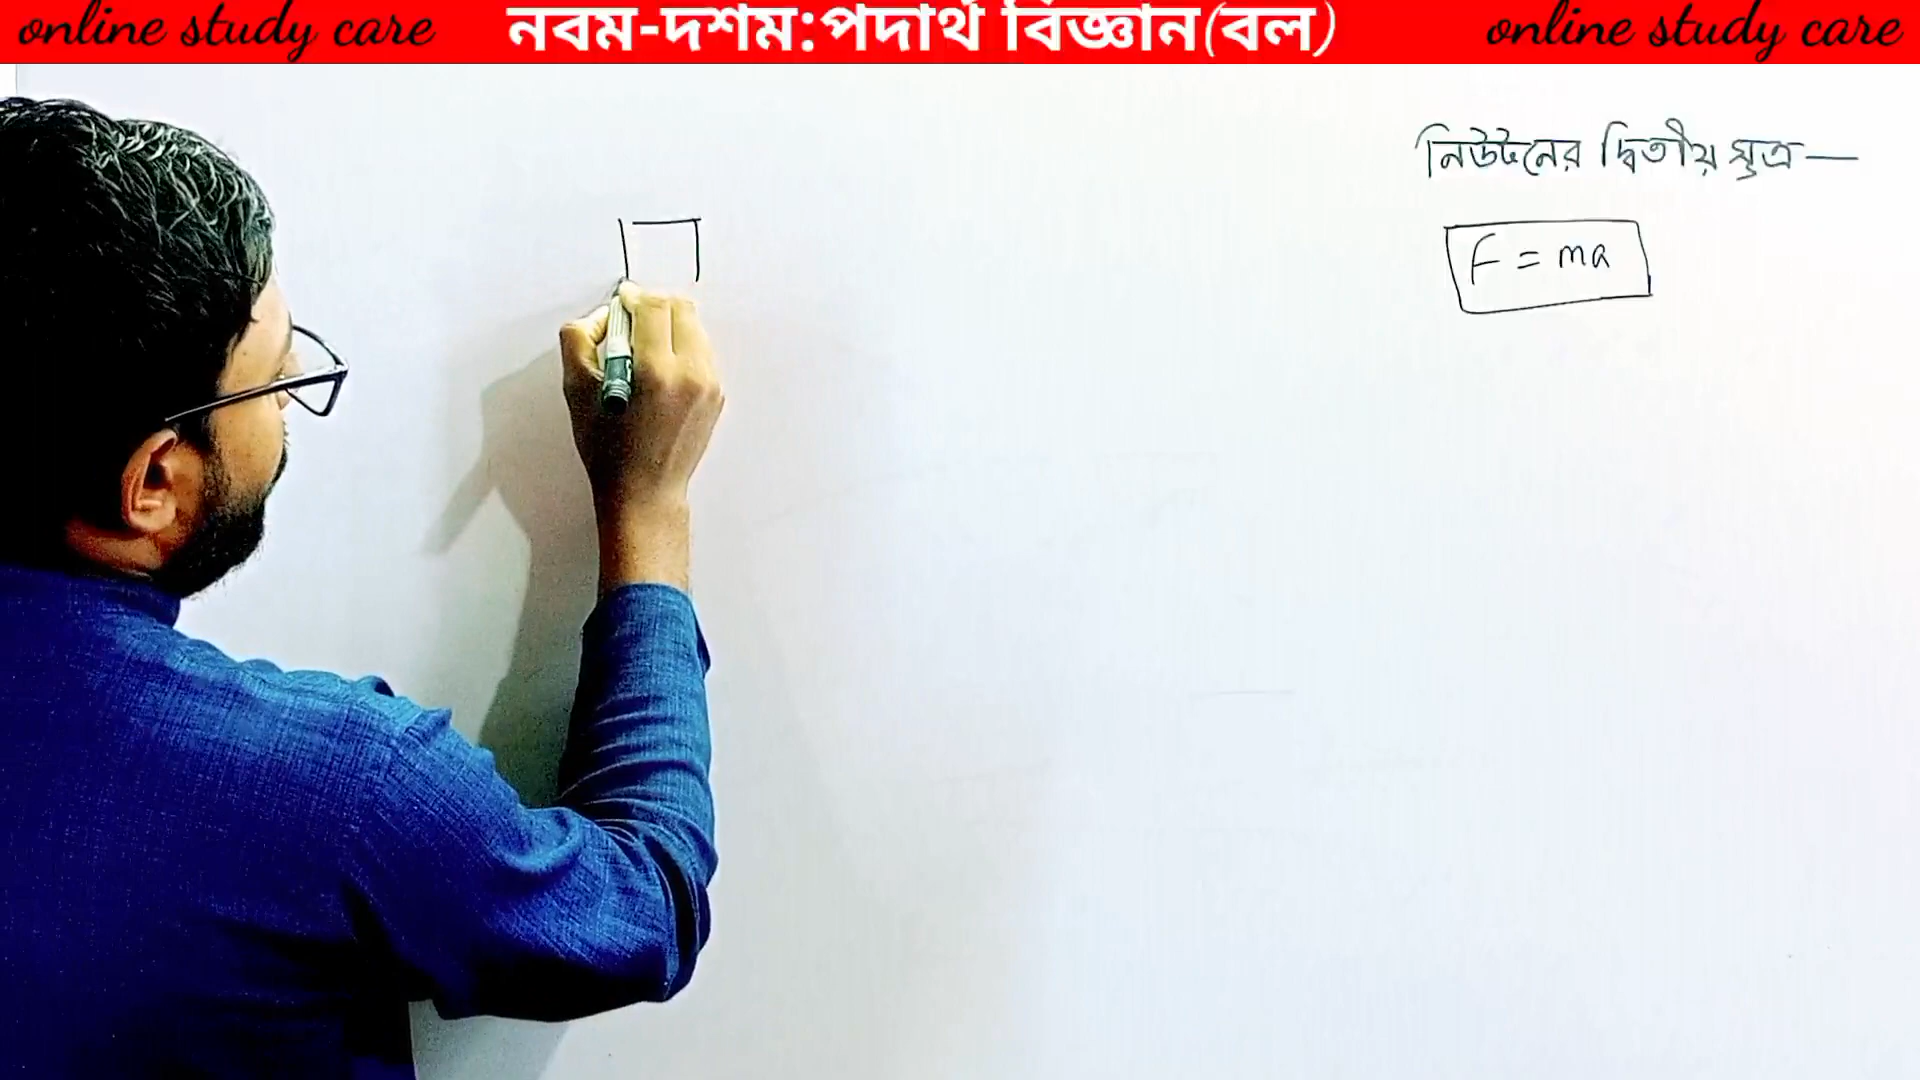 online study care নবম-দশম:পদার্থ বিজ্ঞান(বল) online study care
নিউটনের দ্বিতীয় সূত্র—
F = ma